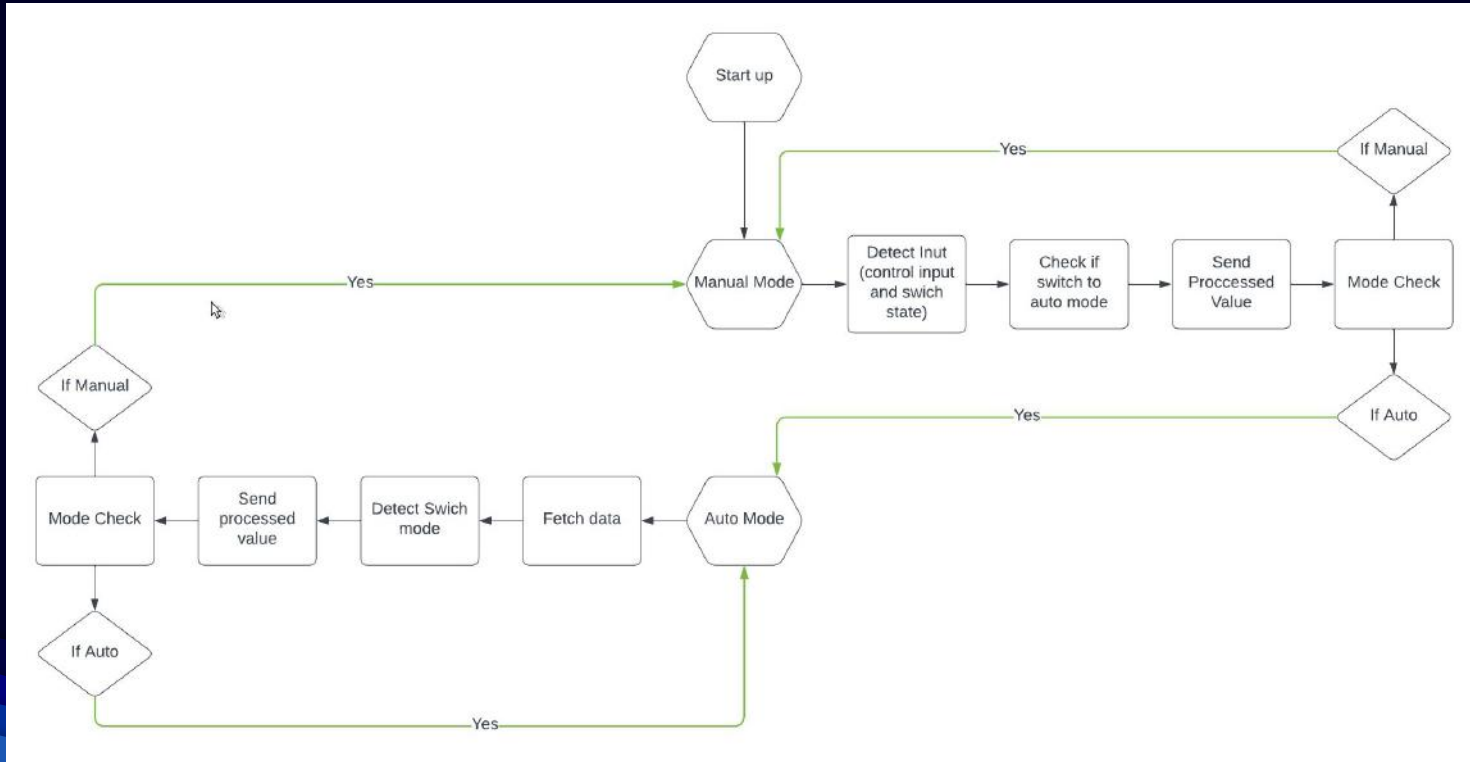 Start up
Yes
If Manual
Yes
Manual Mode
Detect Inut
(control input
and swich
state)
Check if
switch to
auto mode
Send
Proccessed
Value
Mode Check
If Manual
Yes
If Auto
Mode Check
Send
processed
value
Detect Swich
mode
Fetch data
Auto Mode
If Auto
Yes